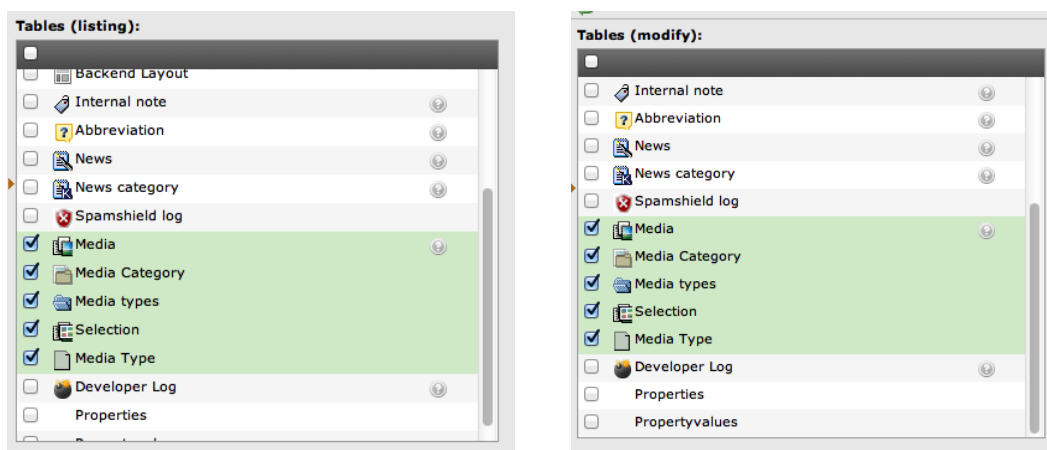 Tables (listing):
Backend Layout
Internal note
Abbreviation
News
News category
Spamshield log
Media
Media Category
Media types
Selection
Media Type
Developer Log
Properties
Tables (modify):
Internal note
Abbreviation
News
News category
Spamshield log
Media
Media Category
Media types
Selection
Media Type
Developer Log
Properties
Propertyvalues